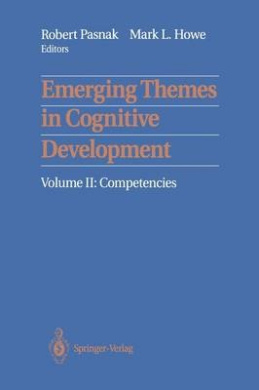 Robert Pasnak Mark L. Howe
Editors
Emerging Themes
in Cognitive
Development
Volume II: Competencies
Springer-Verlag